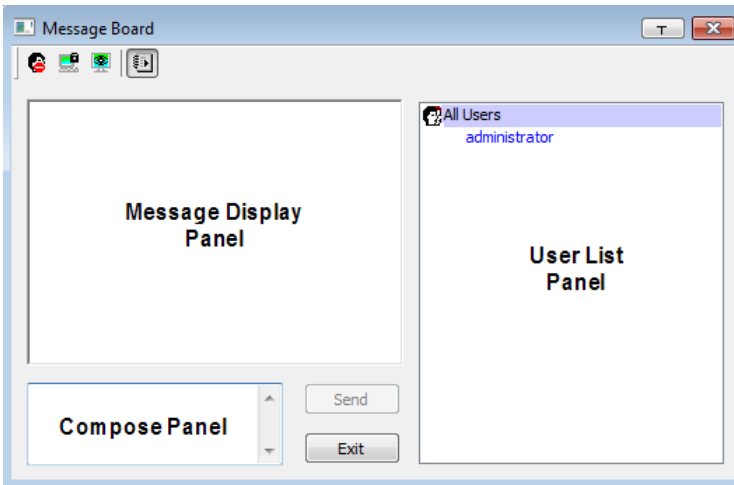 Message Board
T
All Users
administrator
Message Display
Panel
User List
Panel
Compose Panel
Send
Exit